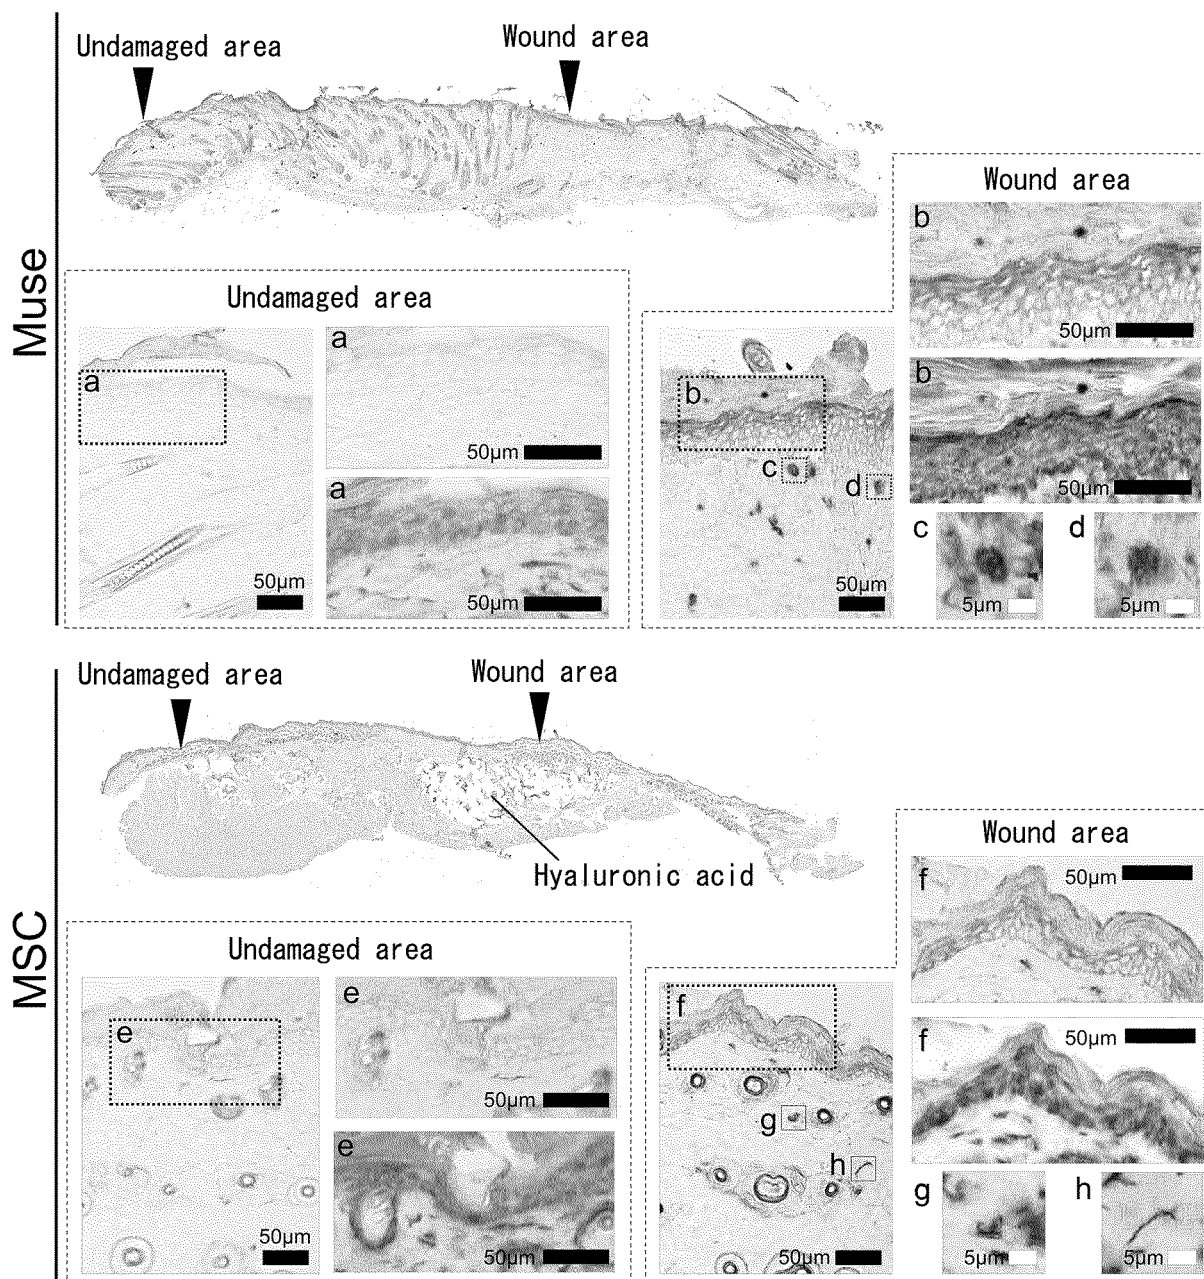 Muse
Undamaged area
Wound area
Undamaged area
a
a
50μm
a
50μm
50μm
Wound area
b
50μm
b
50μm
b
c
d
50μm
c
5μm
d
5μm
MSC
Undamaged area
Wound area
Hyaluronic acid
Undamaged area
e
e
50μm
e
50μm
50μm
Wound area
f
50μm
f
50μm
f
g
h
50μm
g
5μm
h
5μm